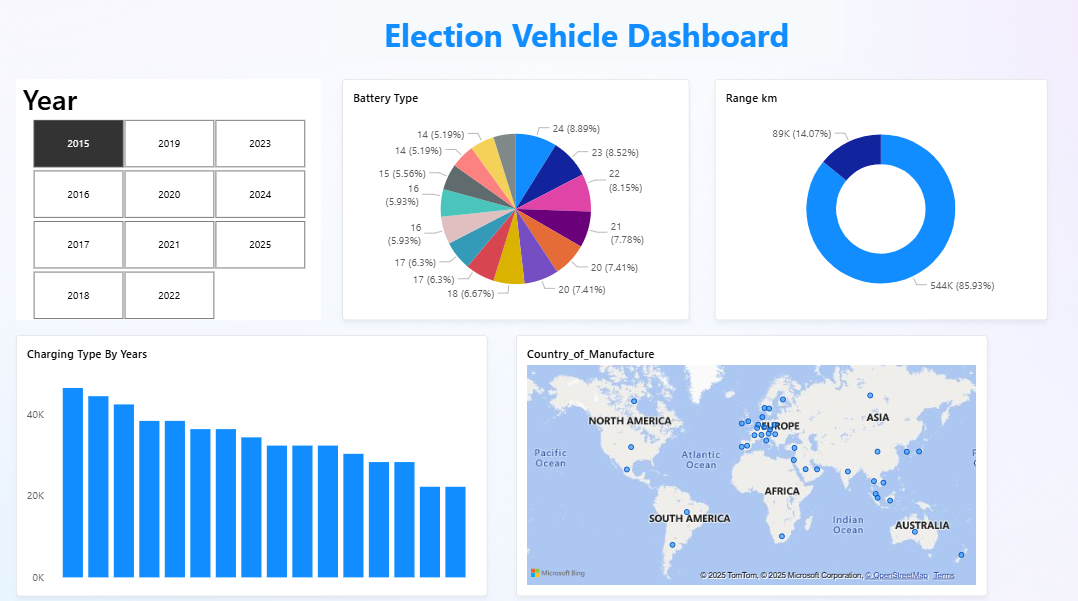 Election Vehicle Dashboard
Year
2015
2019
2023
2016
2020
2024
2017
2021
2025
2018
2022
Battery Type
24 (8.89%)
23 (8.52%)
22
(8.15%)
21
(7.78%)
20 (7.41%)
20 (7.41%)
18 (6.67%)
17 (6.3%)
17 (6.3%)
16
(5.93%)
16
(5.93%)
15 (5.56%)
14 (5.19%)
14 (5.19%)
Range km
89K (14.07%)
544K (85.93%)
Charging Type By Years
40K
20K
0K
Country_of_Manufacture
NORTH AMERICA
EUROPE
ASIA
Pacific
Ocean
Atlantic
Ocean
AFRICA
SOUTH AMERICA
Indian
Ocean
AUSTRALIA
Microsoft Bing
© 2025 TomTom, © 2025 Microsoft Corporation, © OpenStreetMap Terms